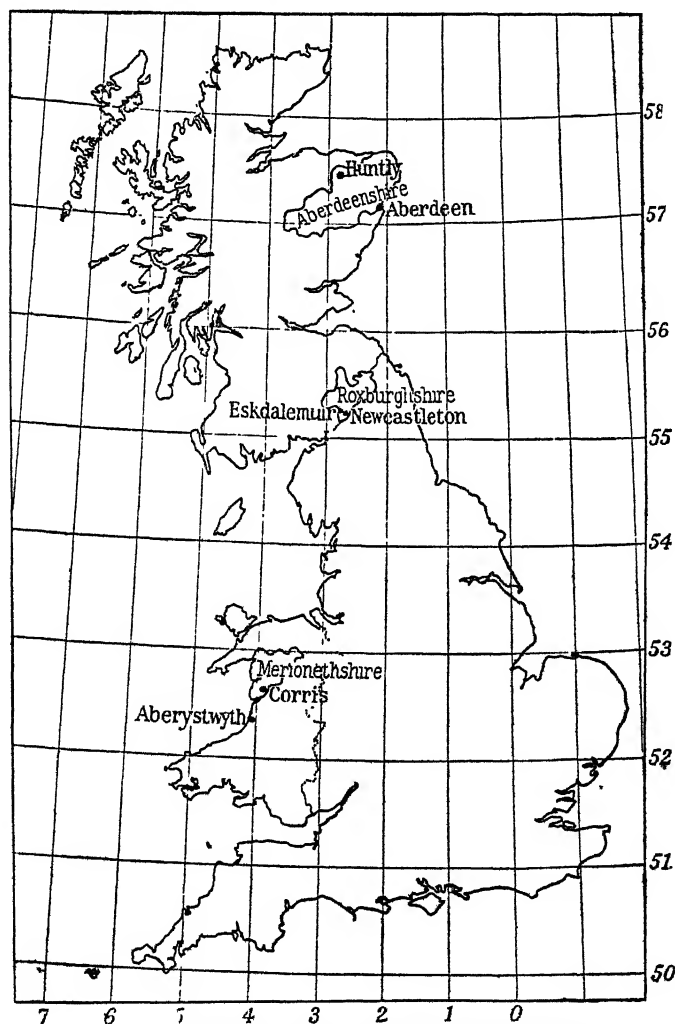 58
Huntly
Aberdeenshire
Aberdeen
57
56
Roxburghshire
Eskdalemuir
Newcastleton
55
54
53
Merionethshire
Corris
Aberystwyth
52
51
50
7 6 5 4 3 2 1 0